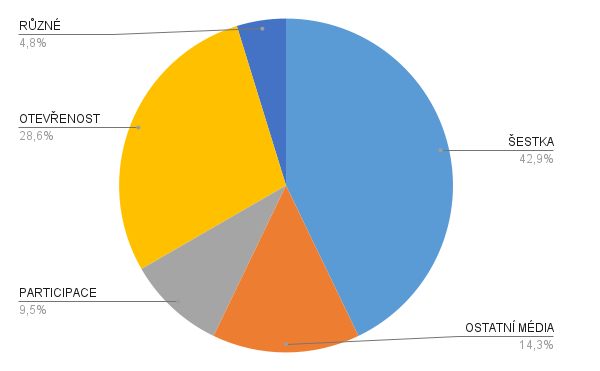 RŮZNÉ
4,8%
OTEVŘENOST
28,6%
ŠESTKA
42,9%
PARTICIPACE
9,5%
OSTATNÍ MÉDIA
14,3%